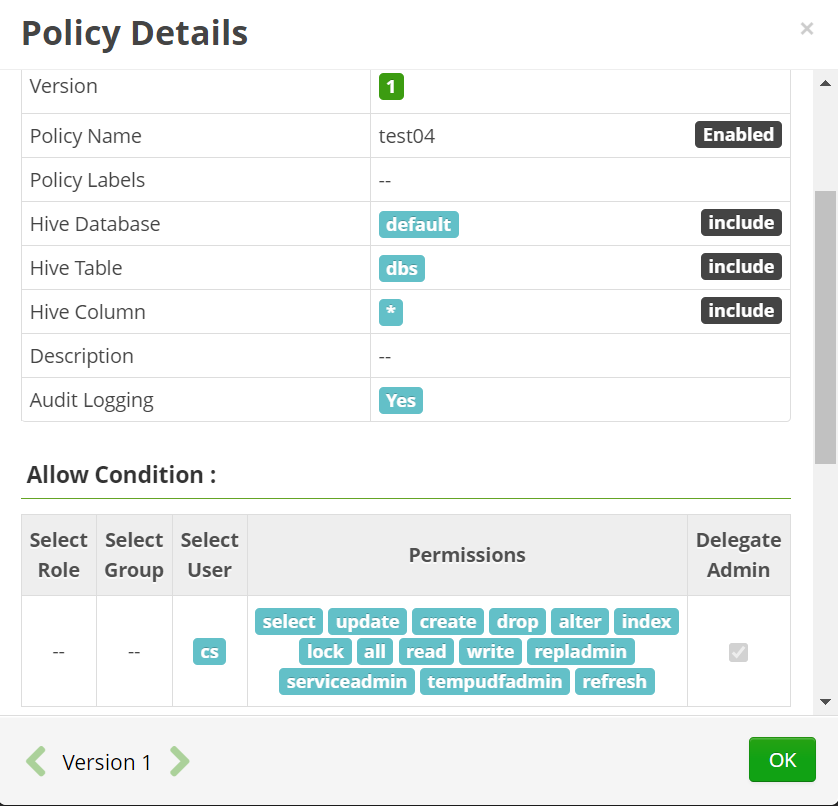 Policy Details
×
Version 1
Policy Name test04 Enabled
Policy Labels --
Hive Database default include
Hive Table dbs include
Hive Column * include
Description --
Audit Logging Yes
Allow Condition :
Select Role Select Group Select User Permissions Delegate Admin
-- -- cs select update create drop alter index
lock all read write repladmin
serviceadmin tempudfadmin refresh
Version 1 OK